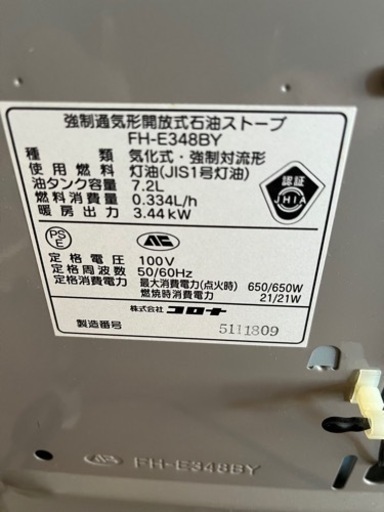 強制通気形開放式石油ストーブ
FH-E348BY
種類 気化式・強制対流形
使用燃料 灯油(JIS1号灯油)
油タンク容量 7.2L
燃料消費量 0.334L/h
暖房出力 3.44kW
認証
JHIA
PS
E
定格電圧 100V
定格周波数 50/60Hz
定格消費電力 最大消費電力(点火時) 650/650W
燃焼時消費電力 21/21W
株式会社 コロナ
製造番号 5111809
FH-E348BY